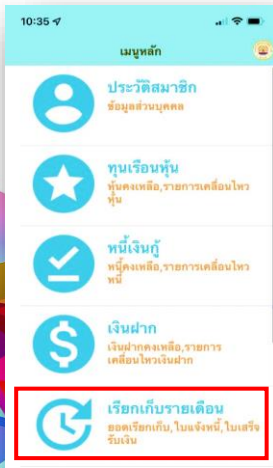 10:35
เมนูหลัก
ประวัติสมาชิก
ข้อมูลส่วนบุคคล
ทุนเรือนหุ้น
หุ้นคงเหลือ,รายการเคลื่อนไหว
หุ้น
หนี้เงินกู้
หนี้คงเหลือ,รายการเคลื่อนไหว
หนี้
เงินฝาก
เงินฝากคงเหลือ,รายการ
เคลื่อนไหวเงินฝาก
เรียกเก็บรายเดือน
ยอดเรียกเก็บ,ใบแจ้งหนี้,ใบเสร็จ
รับเงิน